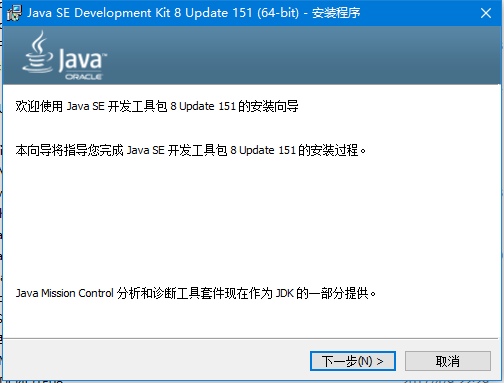 Java SE Development Kit 8 Update 151 (64-bit) - 安装程序
Java
ORACLE
欢迎使用 Java SE 开发工具包 8 Update 151 的安装向导
本向导将指导您完成 Java SE 开发工具包 8 Update 151 的安装过程。
Java Mission Control 分析和诊断工具套件现在作为 JDK 的一部分提供。
下一步(N) >
取消